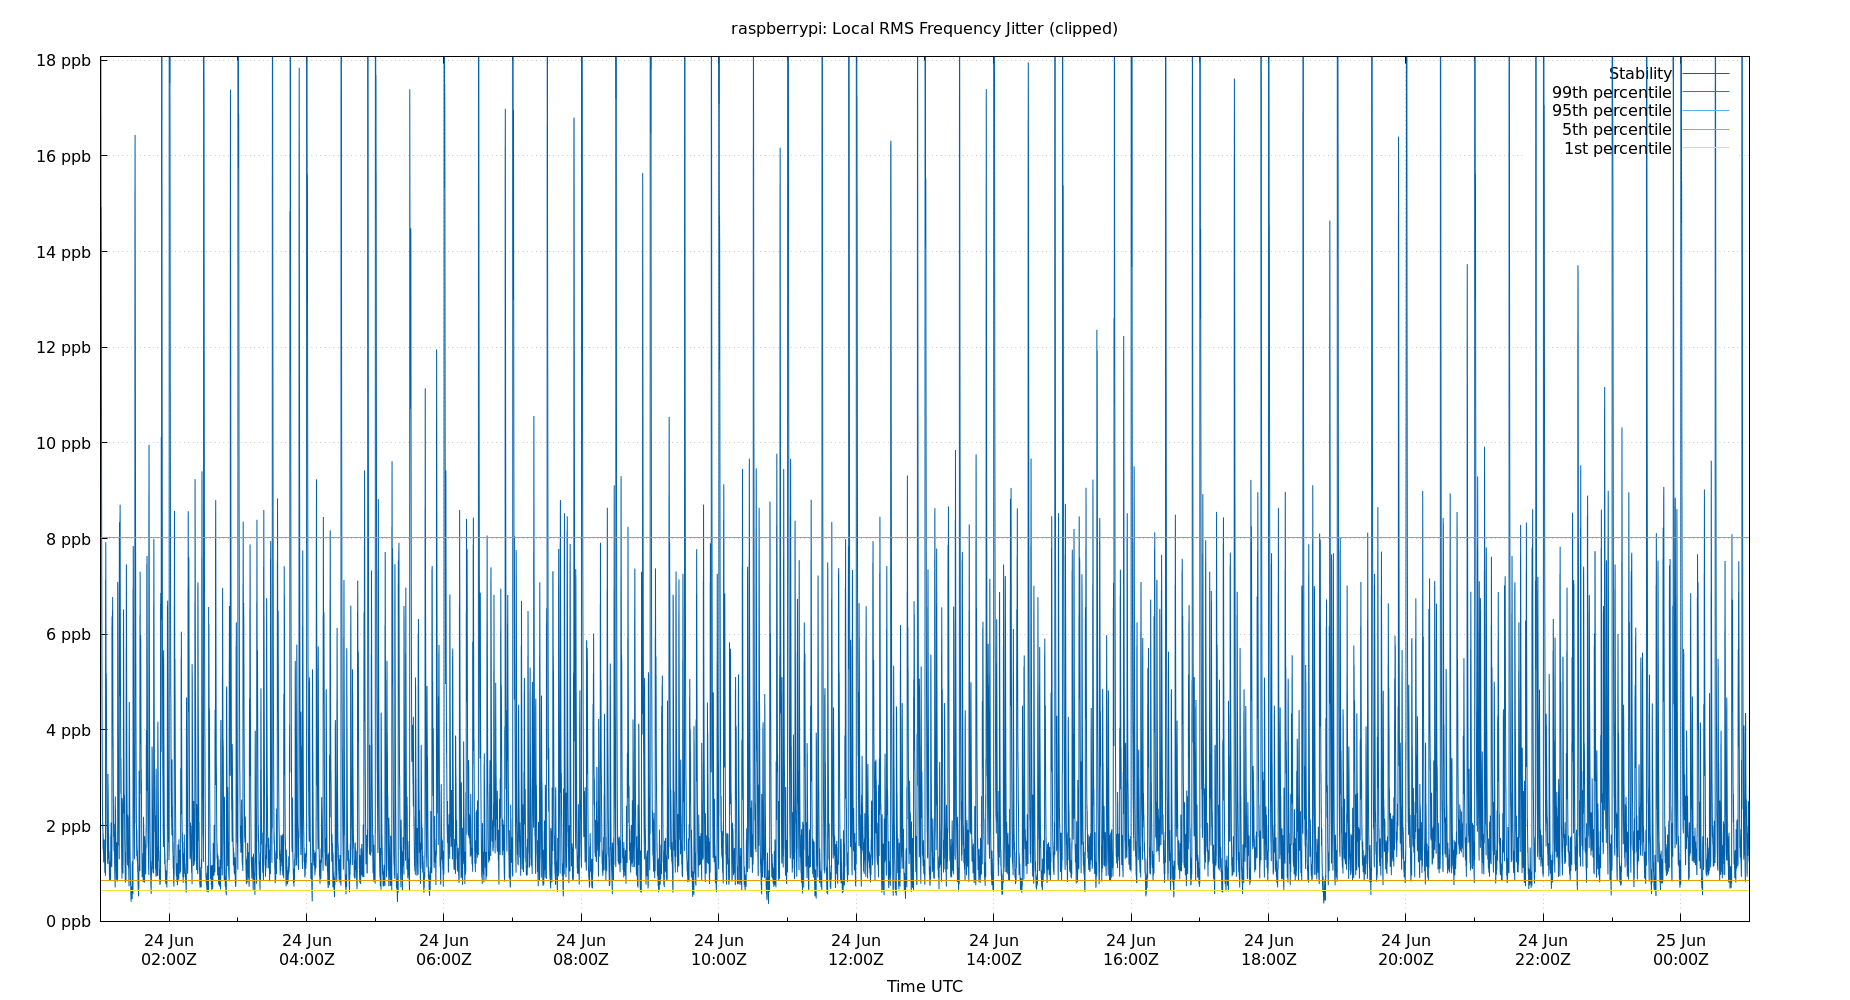 raspberrypi: Local RMS Frequency Jitter (clipped)
18 ppb
16 ppb
14 ppb
12 ppb
10 ppb
8 ppb
6 ppb
4 ppb
2 ppb
0 ppb
Stability
99th percentile
95th percentile
5th percentile
1st percentile
24 Jun 24 Jun 24 Jun 24 Jun 24 Jun 24 Jun 24 Jun 24 Jun 24 Jun 24 Jun 24 Jun 25 Jun
02:00Z 04:00Z 06:00Z 08:00Z 10:00Z 12:00Z 14:00Z 16:00Z 18:00Z 20:00Z 22:00Z 00:00Z
Time UTC